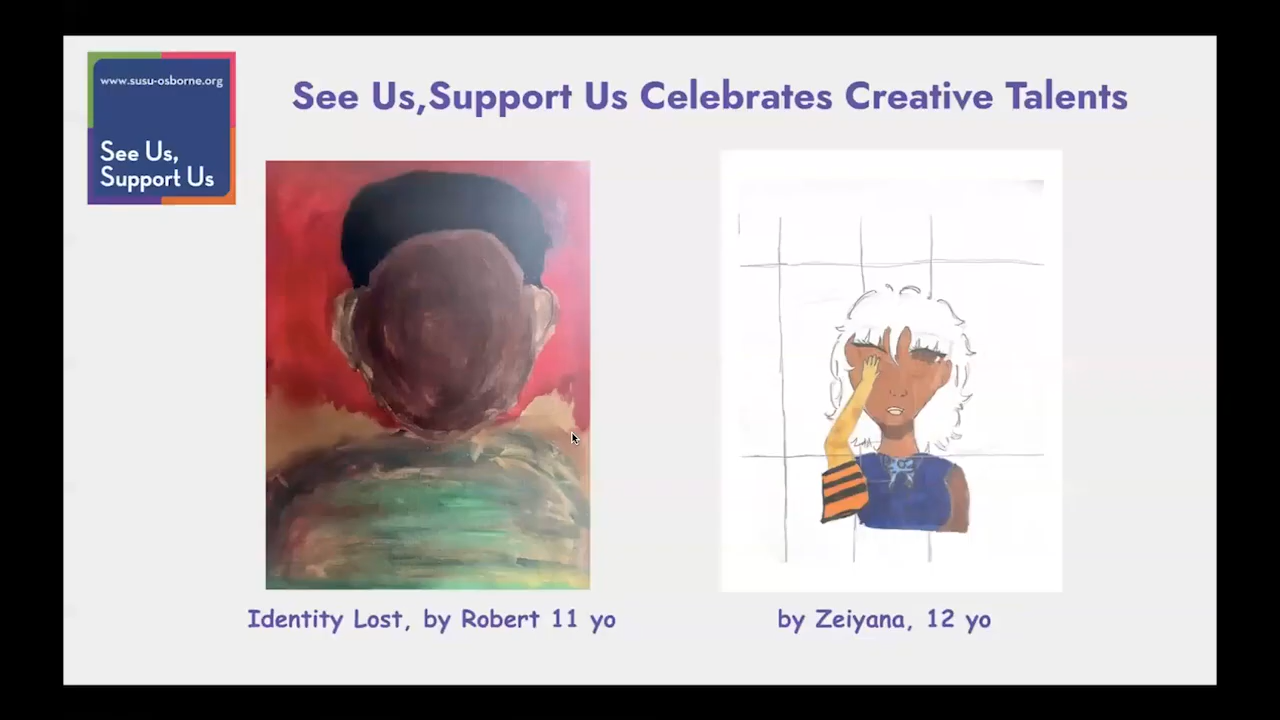 www.susu-osborne.org
See Us,
Support Us
See Us,Support Us Celebrates Creative Talents
Identity Lost, by Robert 11 yo
by Zeiyana, 12 yo